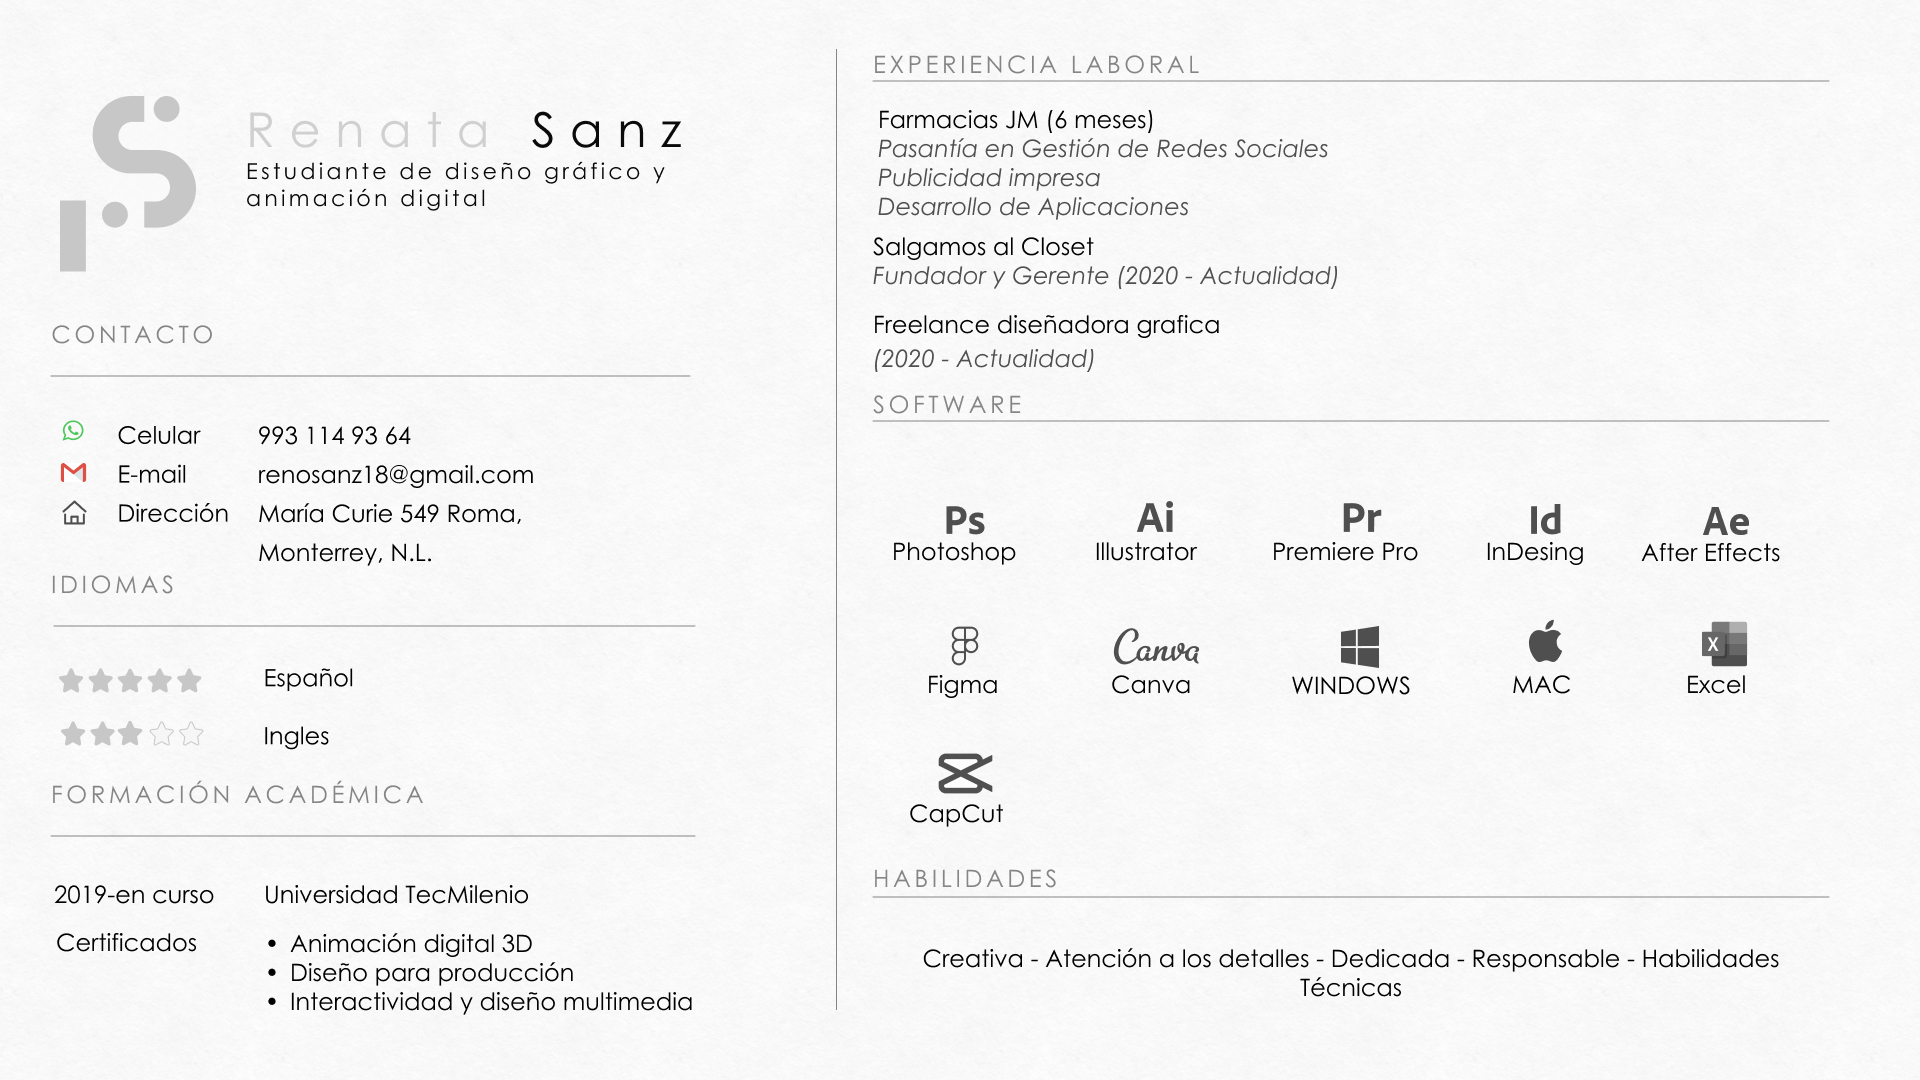 Renata Sanz
Estudiante de diseño gráfico y
animación digital
CONTACTO
Celular 993 114 93 64
E-mail renosanz18@gmail.com
Dirección María Curie 549 Roma,
Monterrey, N.L.
IDIOMAS
Español
Ingles
FORMACIÓN ACADÉMICA
2019-en curso Universidad TecMilenio
Certificados • Animación digital 3D
• Diseño para producción
• Interactividad y diseño multimedia
EXPERIENCIA LABORAL
Farmacias JM (6 meses)
Pasantía en Gestión de Redes Sociales
Publicidad impresa
Desarrollo de Aplicaciones
Salgamos al Closet
Fundador y Gerente (2020 - Actualidad)
Freelance diseñadora grafica
(2020 - Actualidad)
SOFTWARE
Ps Ai Pr Id Ae
Photoshop Illustrator Premiere Pro InDesing After Effects
Canva X
Figma Canva WINDOWS MAC Excel
CapCut
HABILIDADES
Creativa - Atención a los detalles - Dedicada - Responsable - Habilidades
Técnicas